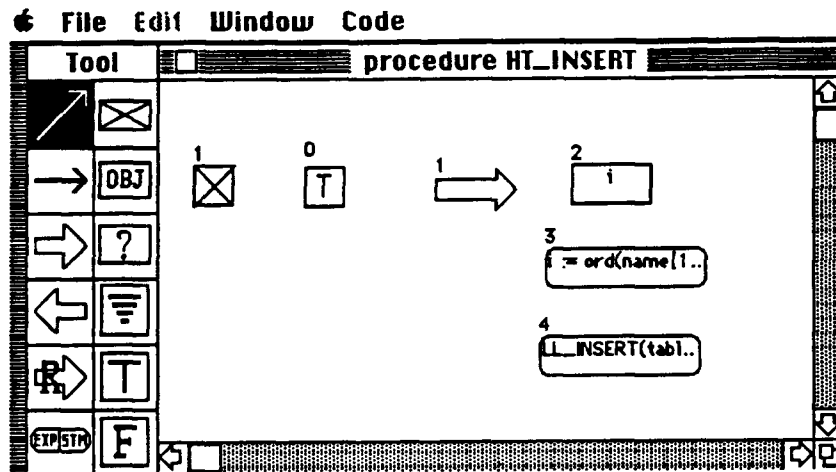 File Edit Window Code
Tool procedure HT_INSERT
1 0 1 2
T i
OBJ
3
? i := ord(name[1..
4
LL_INSERT(tabl..
R T
EXP STM F